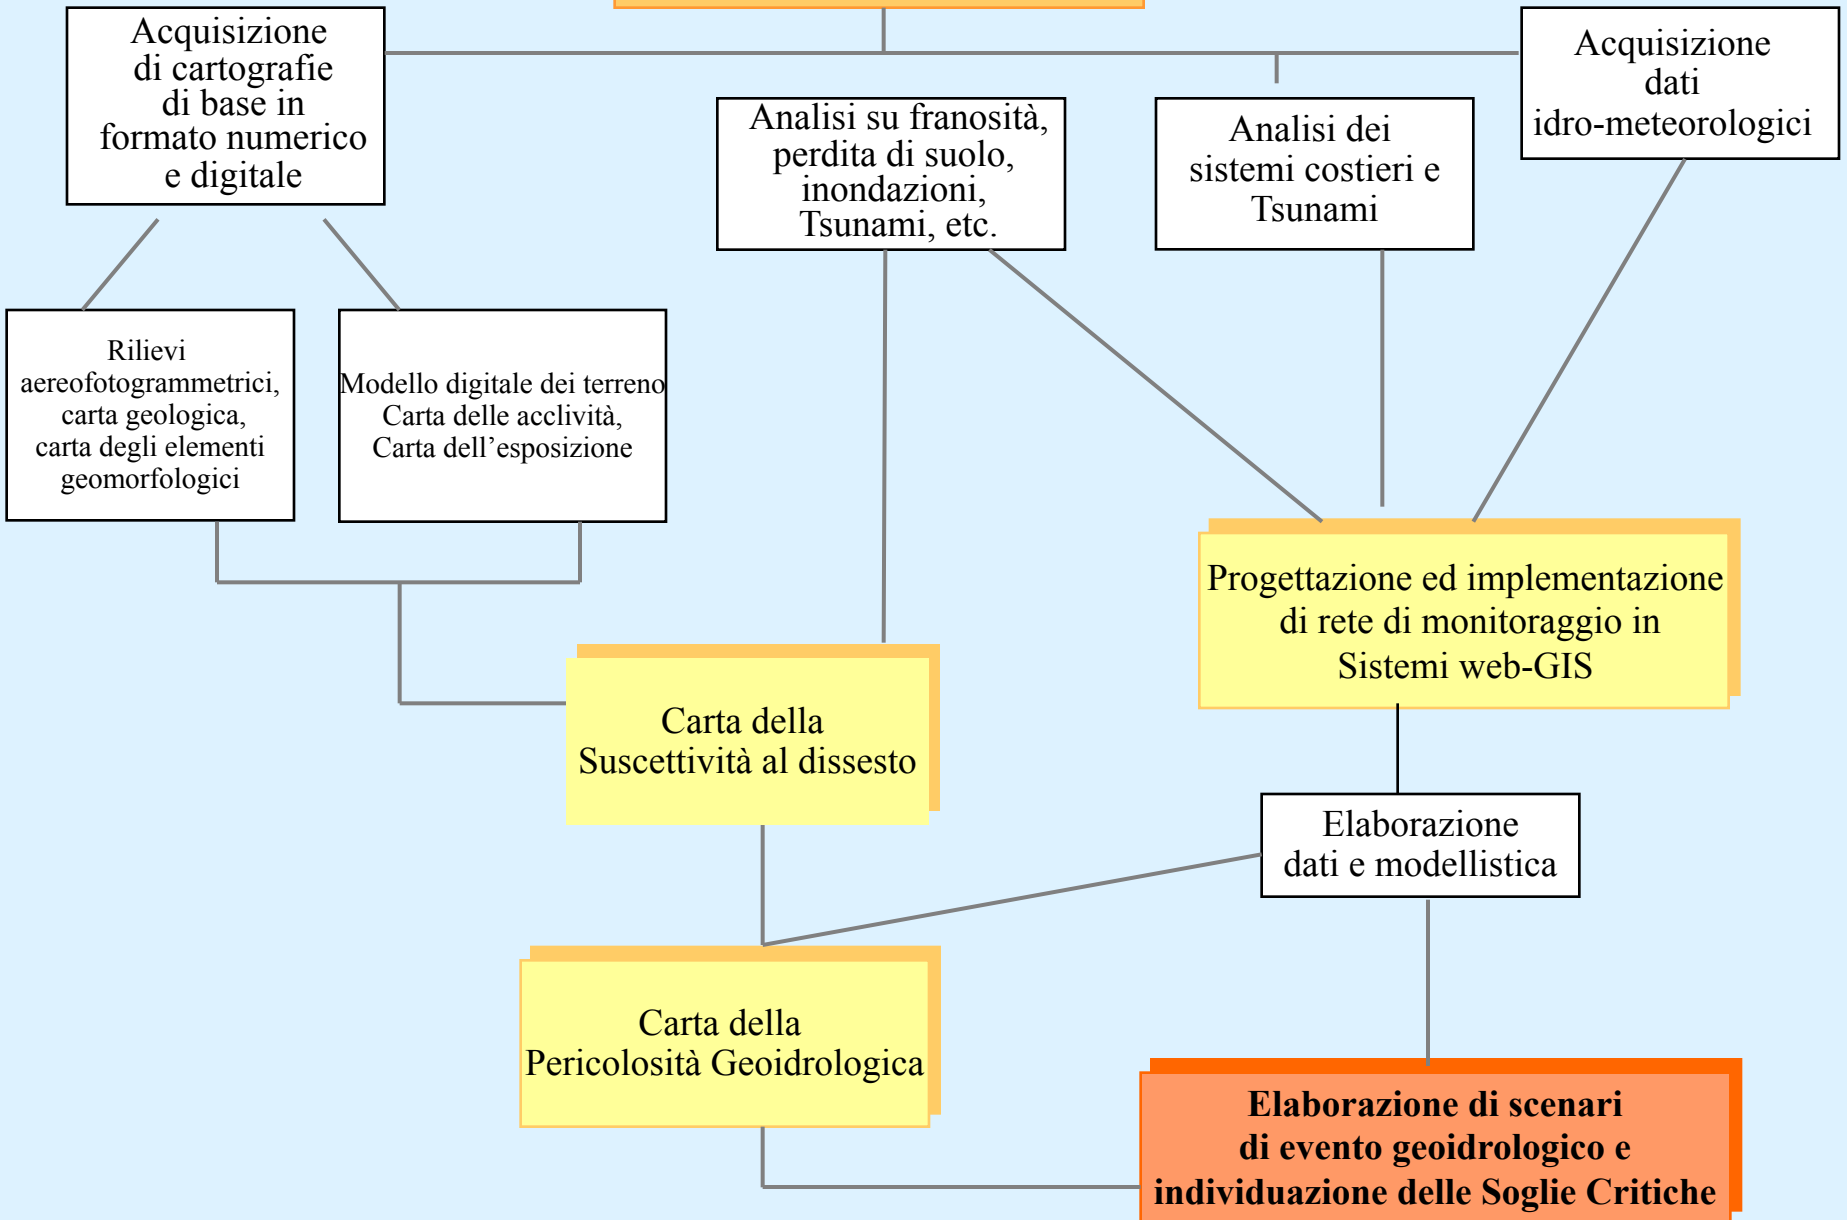 Acquisizione
di cartografie
di base in
formato numerico
e digitale
Analisi su franosità,
perdita di suolo,
inondazioni,
Tsunami, etc.
Analisi dei
sistemi costieri e
Tsunami
Acquisizione
dati
idro-meteorologici
Rilievi
aereofotogrammetrici,
carta geologica,
carta degli elementi
geomorfologici
Modello digitale dei terreno
Carta delle acclività,
Carta dell’esposizione
Progettazione ed implementazione
di rete di monitoraggio in
Sistemi web-GIS
Carta della
Suscettività al dissesto
Elaborazione
dati e modellistica
Carta della
Pericolosità Geoidrologica
Elaborazione di scenari
di evento geoidrologico e
individuazione delle Soglie Critiche